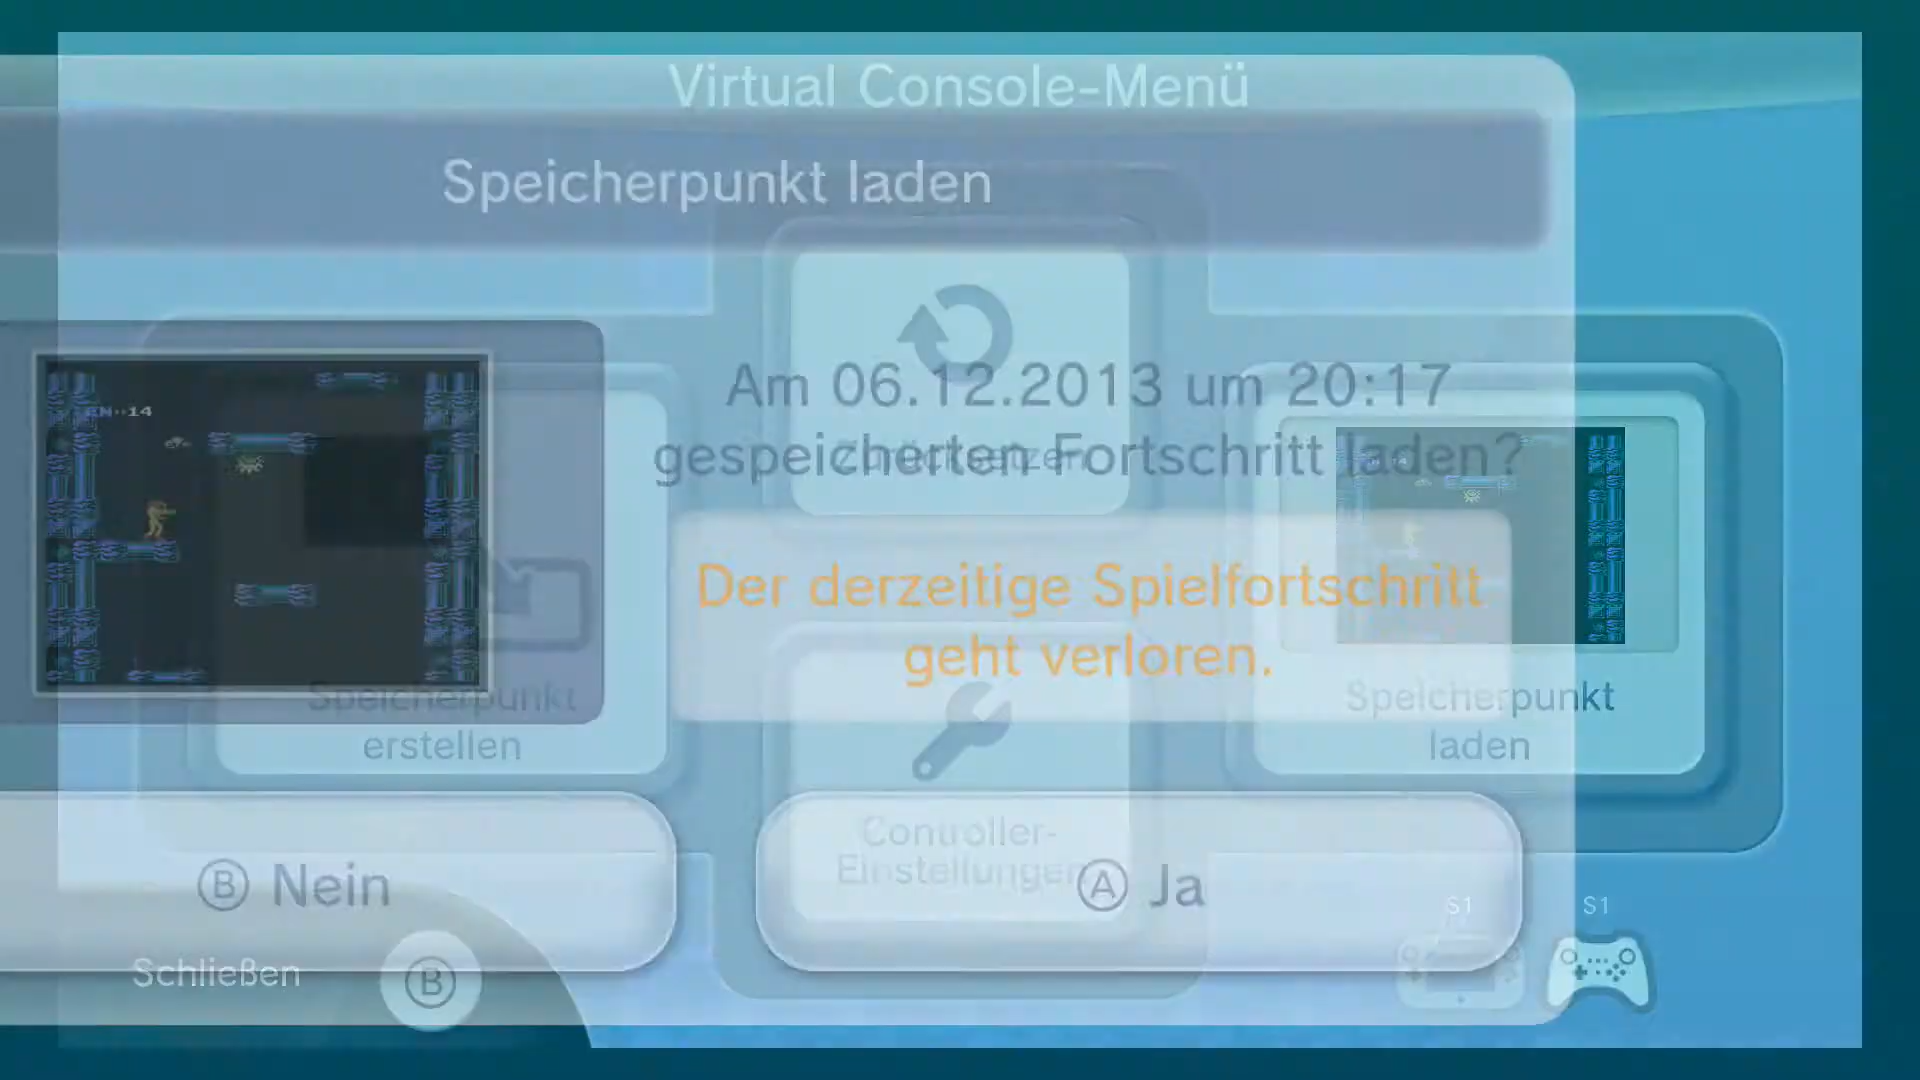 Virtual Console-Menü
Speicherpunkt laden
Zurücksetzen
Am 06.12.2013 um 20:17
gespeicherten Fortschritt laden?
EN··14
Der derzeitige Spielfortschritt
geht verloren.
Speicherpunkt
erstellen
Speicherpunkt
laden
Controller-
Einstellungen
B Nein
A Ja
S1
S1
Schließen
B